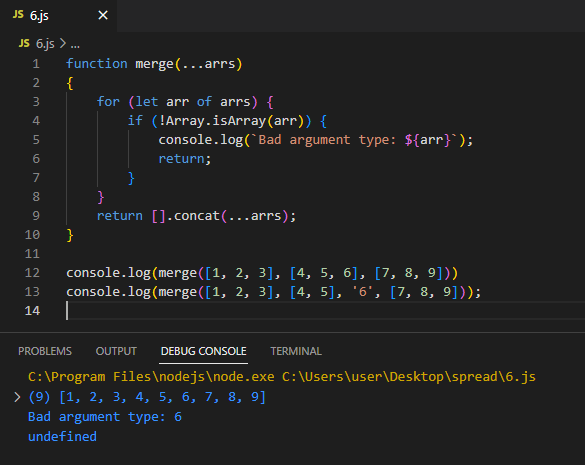 JS 6.js ×
JS 6.js > ...
1 function merge(...arrs)
2 {
3     for (let arr of arrs) {
4         if (!Array.isArray(arr)) {
5             console.log(`Bad argument type: ${arr}`);
6             return;
7         }
8     }
9     return [].concat(...arrs);
10 }
11
12 console.log(merge([1, 2, 3], [4, 5, 6], [7, 8, 9]))
13 console.log(merge([1, 2, 3], [4, 5], '6', [7, 8, 9]));
14
PROBLEMS OUTPUT DEBUG CONSOLE TERMINAL
C:\Program Files\nodejs\node.exe C:\Users\user\Desktop\spread\6.js
> (9) [1, 2, 3, 4, 5, 6, 7, 8, 9]
Bad argument type: 6
undefined